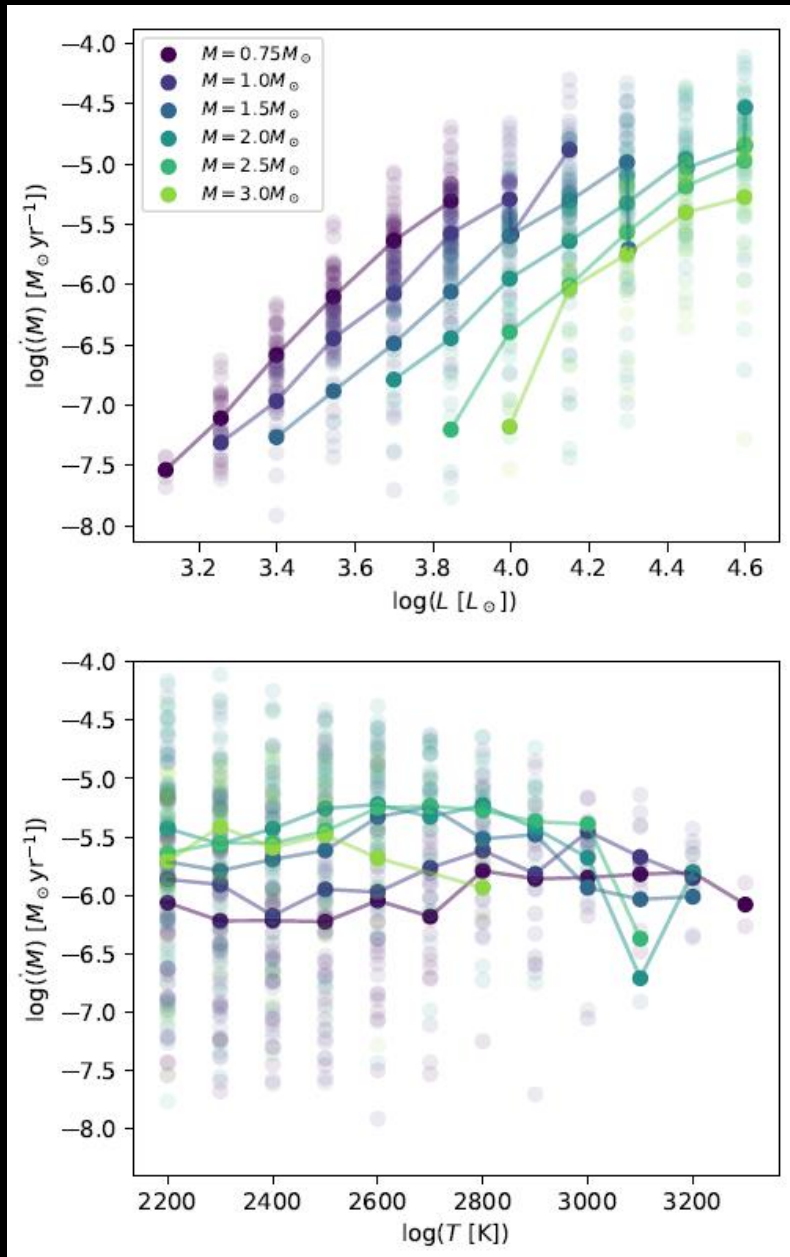 −4.0
−4.5
−5.0
−5.5
−6.0
−6.5
−7.0
−7.5
−8.0
log((Ṁ) [M⊙ yr⁻¹])
M = 0.75M⊙
M = 1.0M⊙
M = 1.5M⊙
M = 2.0M⊙
M = 2.5M⊙
M = 3.0M⊙
3.2 3.4 3.6 3.8 4.0 4.2 4.4 4.6
log(L [L⊙])
−4.0
−4.5
−5.0
−5.5
−6.0
−6.5
−7.0
−7.5
−8.0
log((Ṁ) [M⊙ yr⁻¹])
2200 2400 2600 2800 3000 3200
log(T [K])